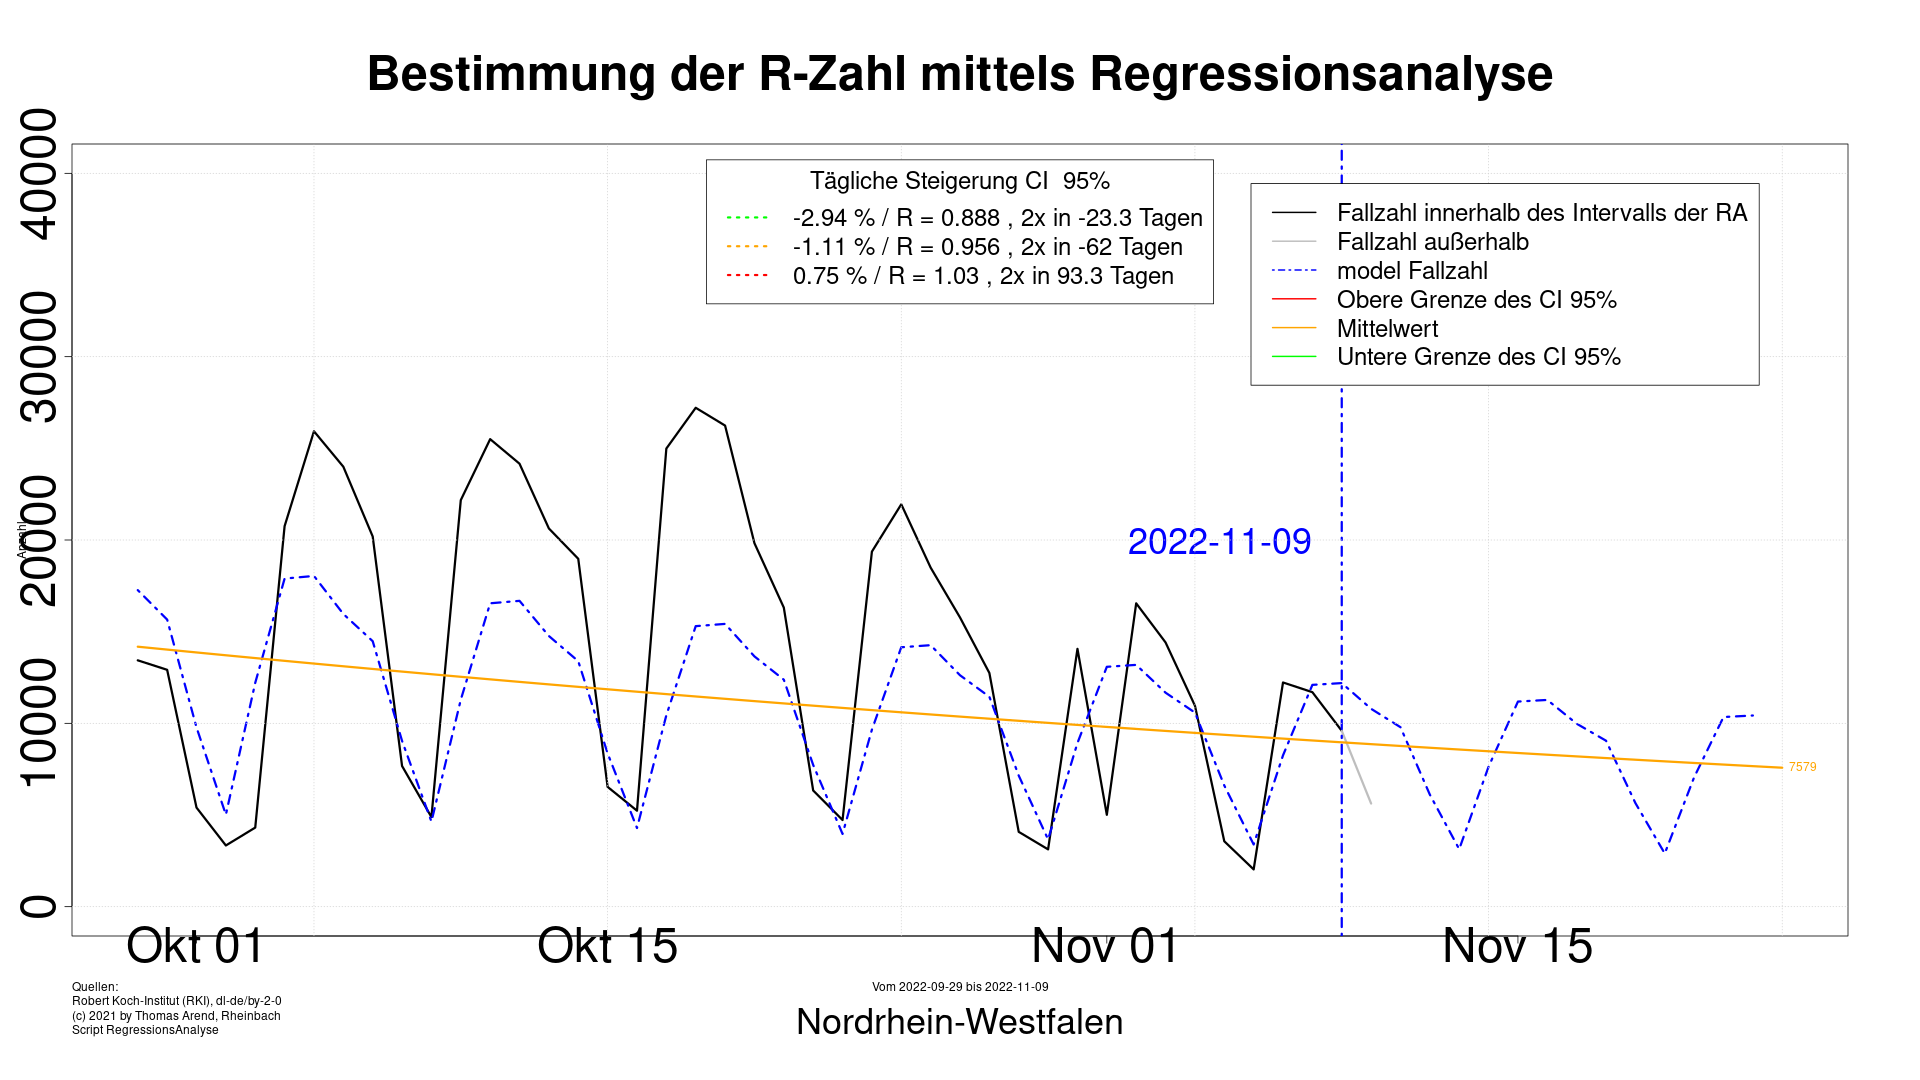 Bestimmung der R-Zahl mittels Regressionsanalyse
40000
30000
20000
10000
0
Anzahl
Tägliche Steigerung CI  95%
-2.94 % / R = 0.888 , 2x in -23.3 Tagen
-1.11 % / R = 0.956 , 2x in -62 Tagen
0.75 % / R = 1.03 , 2x in 93.3 Tagen
Fallzahl innerhalb des Intervalls der RA
Fallzahl außerhalb
model Fallzahl
Obere Grenze des CI 95%
Mittelwert
Untere Grenze des CI 95%
2022-11-09
7579
Okt 01
Okt 15
Nov 01
Nov 15
Quellen:
Robert Koch-Institut (RKI), dl-de/by-2-0
(c) 2021 by Thomas Arend, Rheinbach
Script RegressionsAnalyse
Vom 2022-09-29 bis 2022-11-09
Nordrhein-Westfalen